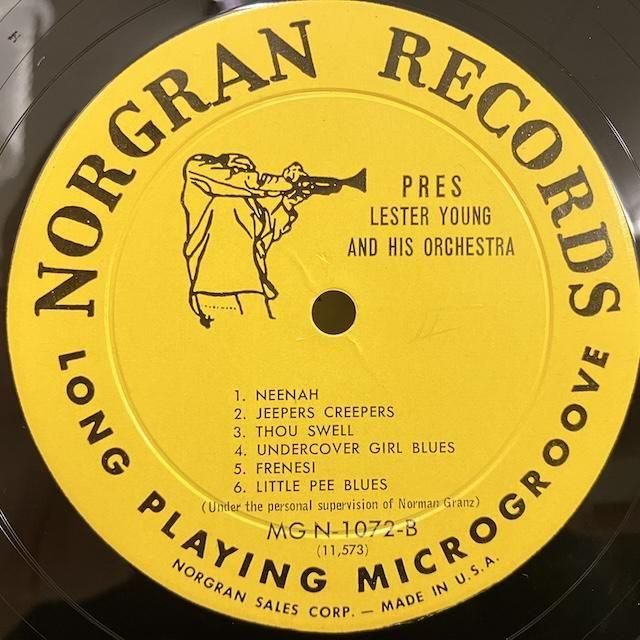 NORGRAN RECORDS
PRES
LESTER YOUNG
AND HIS ORCHESTRA
1. NEENAH
2. JEEPERS CREEPERS
3. THOU SWELL
4. UNDERCOVER GIRL BLUES
5. FRENESI
6. LITTLE PEE BLUES
(Under the personal supervision of Norman Granz)
MG N-1072-B
(11,573)
LONG PLAYING MICROGROOVE
NORGRAN SALES CORP. — MADE IN U.S.A.